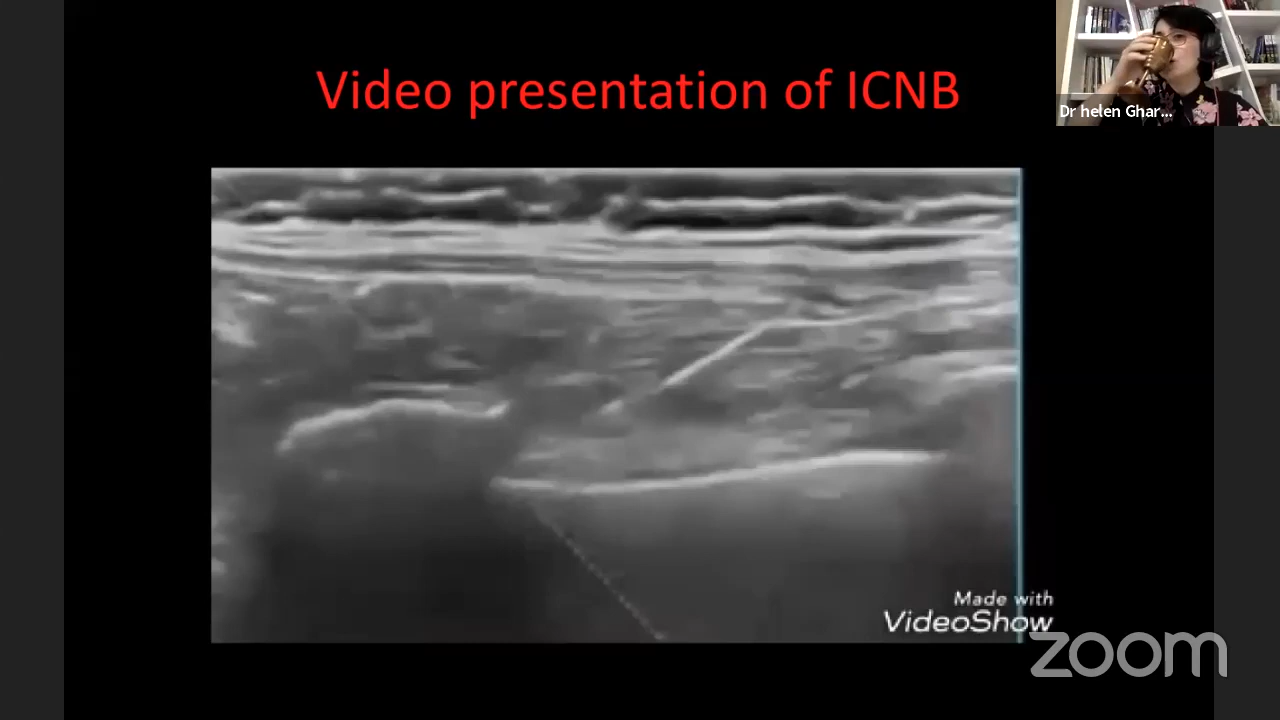 Video presentation of ICNB
Dr helen Ghar...
Made with
VideoShow
zoom